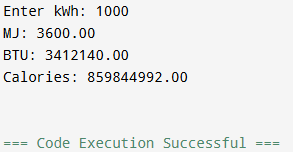 Enter kWh: 1000
MJ: 3600.00
BTU: 3412140.00
Calories: 859844992.00
=== Code Execution Successful ===